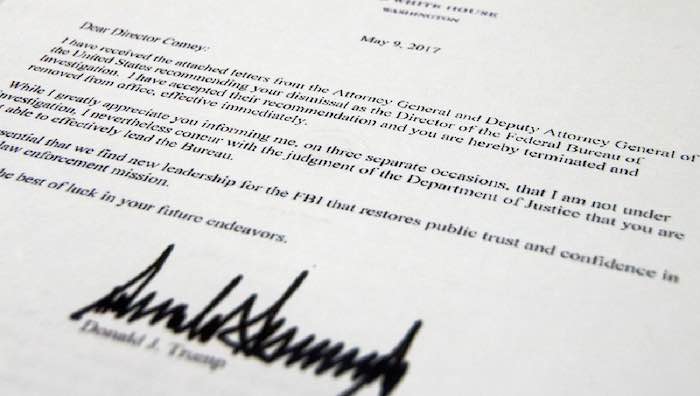 WHITE HOUSE
WASHINGTON
May 9, 2017
Dear Director Comey:
I have received the attached letters from the Attorney General and Deputy Attorney General of
the United States recommending your dismissal as the Director of the Federal Bureau of
Investigation. I have accepted their recommendation and you are hereby terminated and
removed from office, effective immediately.
While I greatly appreciate you informing me, on three separate occasions, that I am not under
investigation, I nevertheless concur with the judgment of the Department of Justice that you are
able to effectively lead the Bureau.
essential that we find new leadership for the FBI that restores public trust and confidence in
law enforcement mission.
the best of luck in your future endeavors.
Donald J. Trump